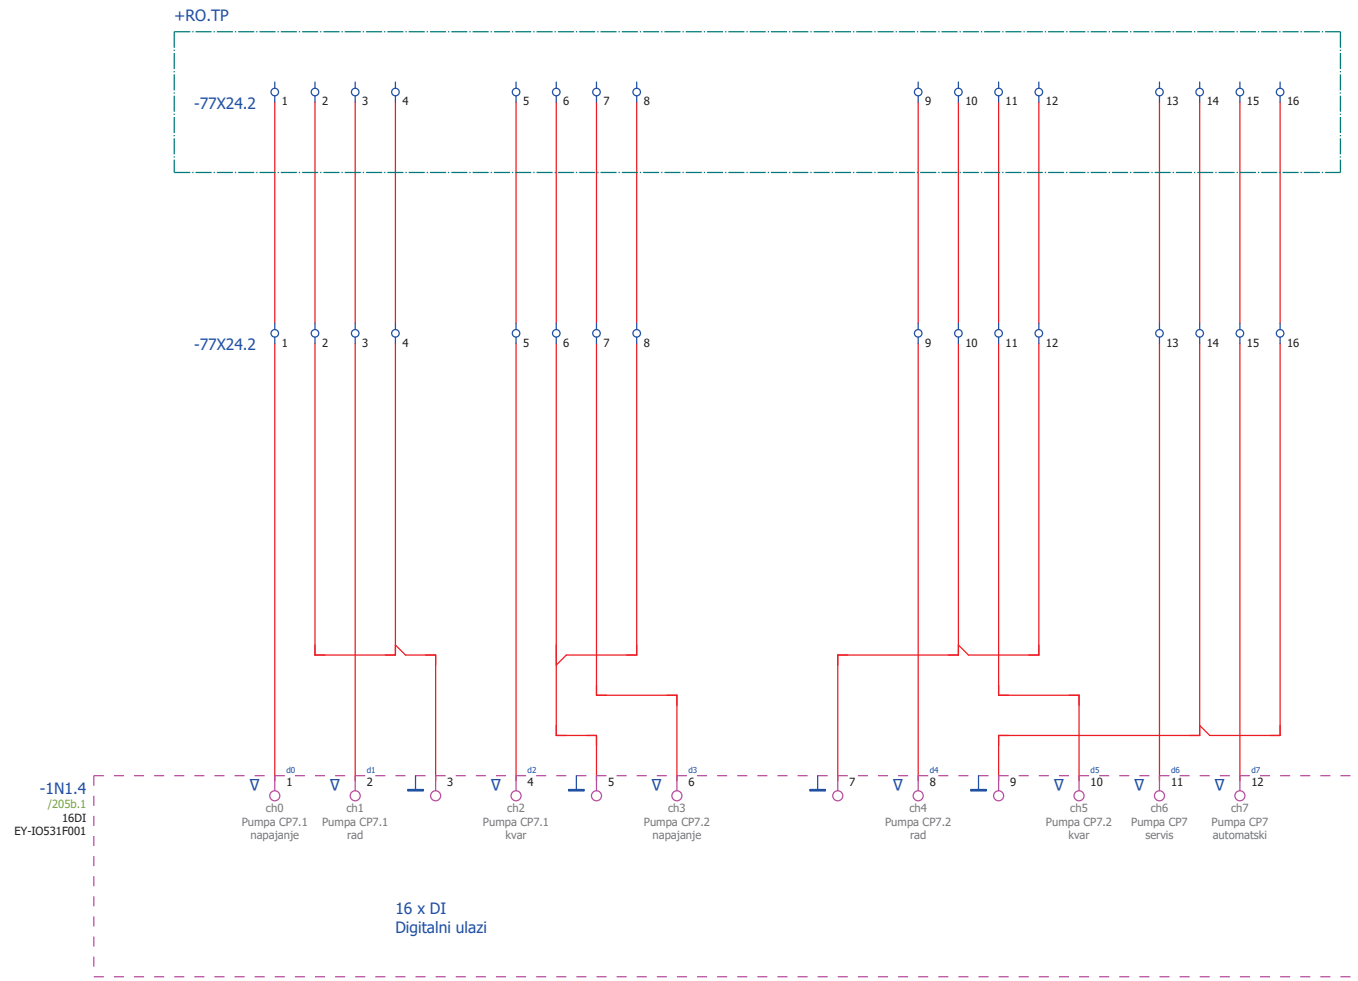 +RO.TP
-77X24.2 1 2 3 4 5 6 7 8 9 10 11 12 13 14 15 16
-77X24.2 1 2 3 4 5 6 7 8 9 10 11 12 13 14 15 16
d0 d1 d2 d3 d4 d5 d6 d7
-1N1.4 1 2 3 4 5 6 7 8 9 10 11 12
/205b.1
16DI
EY-IO531F001
ch0 ch1 ch2 ch3 ch4 ch5 ch6 ch7
Pumpa CP7.1 Pumpa CP7.1 Pumpa CP7.1 Pumpa CP7.2 Pumpa CP7.2 Pumpa CP7.2 Pumpa CP7 Pumpa CP7
napajanje rad kvar napajanje rad kvar servis automatski
16 x DI
Digitalni ulazi